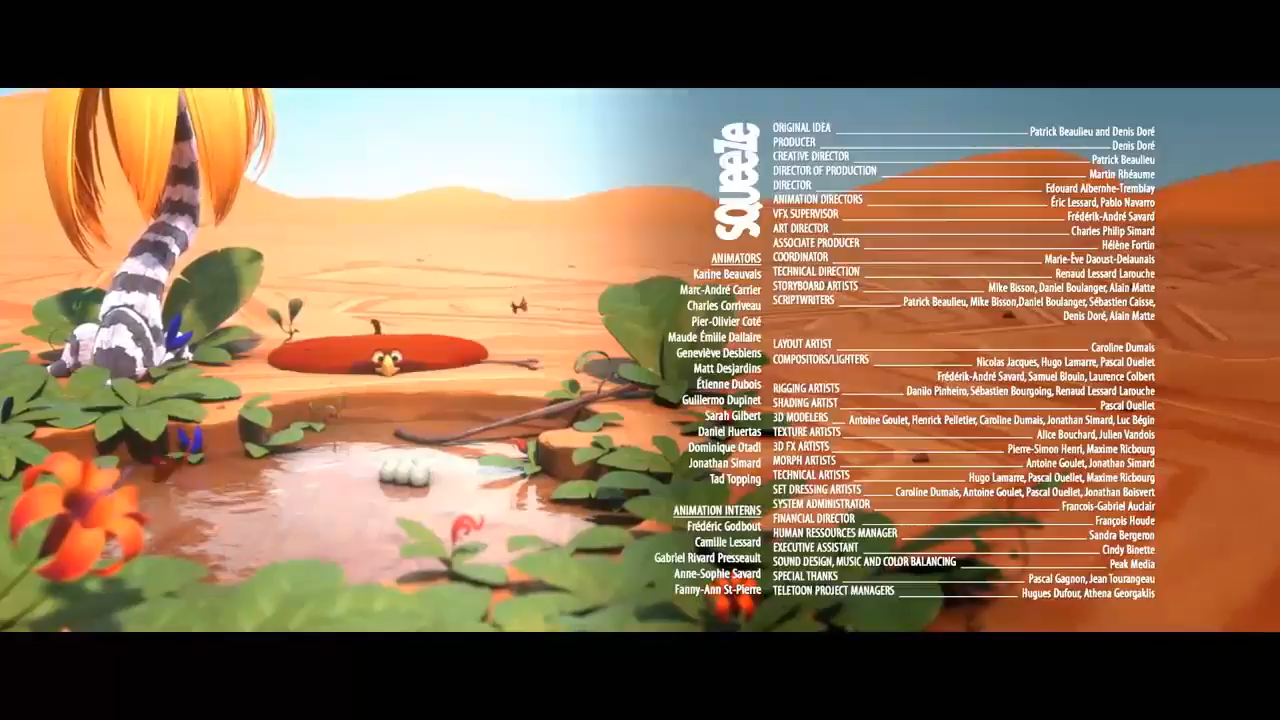 squeeze
ORIGINAL IDEA Patrick Beaulieu and Denis Doré
PRODUCER Denis Doré
CREATIVE DIRECTOR Patrick Beaulieu
DIRECTOR OF PRODUCTION Martin Rhéaume
DIRECTOR Edouard Albernhe-Tremblay
ANIMATION DIRECTORS Éric Lessard, Pablo Navarro
VFX SUPERVISOR Frédérik-André Savard
ART DIRECTOR Charles Philip Simard
ASSOCIATE PRODUCER Hélène Fortin
COORDINATOR Marie-Ève Daoust-Delaunais
TECHNICAL DIRECTION Renaud Lessard Larouche
STORYBOARD ARTISTS Mike Bisson, Daniel Boulanger, Alain Matte
SCRIPTWRITERS Patrick Beaulieu, Mike Bisson,Daniel Boulanger, Sébastien Caisse,
Denis Doré, Alain Matte
LAYOUT ARTIST Caroline Dumais
COMPOSITORS/LIGHTERS Nicolas Jacques, Hugo Lamarre, Pascal Ouellet
Frédérik-André Savard, Samuel Blouin, Laurence Colbert
RIGGING ARTISTS Danilo Pinheiro, Sébastien Bourgoing, Renaud Lessard Larouche
SHADING ARTIST Pascal Ouellet
3D MODELERS Antoine Goulet, Henrick Pelletier, Caroline Dumais, Jonathan Simard, Luc Bégin
TEXTURE ARTISTS Alice Bouchard, Julien Vandois
3D FX ARTISTS Pierre-Simon Henri, Maxime Ricbourg
MORPH ARTISTS Antoine Goulet, Jonathan Simard
TECHNICAL ARTISTS Hugo Lamarre, Pascal Ouellet, Maxime Ricbourg
SET DRESSING ARTISTS Caroline Dumais, Antoine Goulet, Pascal Ouellet, Jonathan Boisvert
SYSTEM ADMINISTRATOR Francois-Gabriel Auclair
FINANCIAL DIRECTOR François Houde
HUMAN RESSOURCES MANAGER Sandra Bergeron
EXECUTIVE ASSISTANT Cindy Binette
SOUND DESIGN, MUSIC AND COLOR BALANCING Peak Media
SPECIAL THANKS Pascal Gagnon, Jean Tourangeau
TELETOON PROJECT MANAGERS Hugues Dufour, Athena Georgaklis
ANIMATORS
Karine Beauvais
Marc-André Carrier
Charles Corriveau
Pier-Olivier Coté
Maude Émilie Dallaire
Geneviève Desbiens
Matt Desjardins
Étienne Dubois
Guillermo Dupinet
Sarah Gilbert
Daniel Huertas
Dominique Otadi
Jonathan Simard
Tad Topping
ANIMATION INTERNS
Frédéric Godbout
Camille Lessard
Gabriel Rivard Presseault
Anne-Sophie Savard
Fanny-Ann St-Pierre